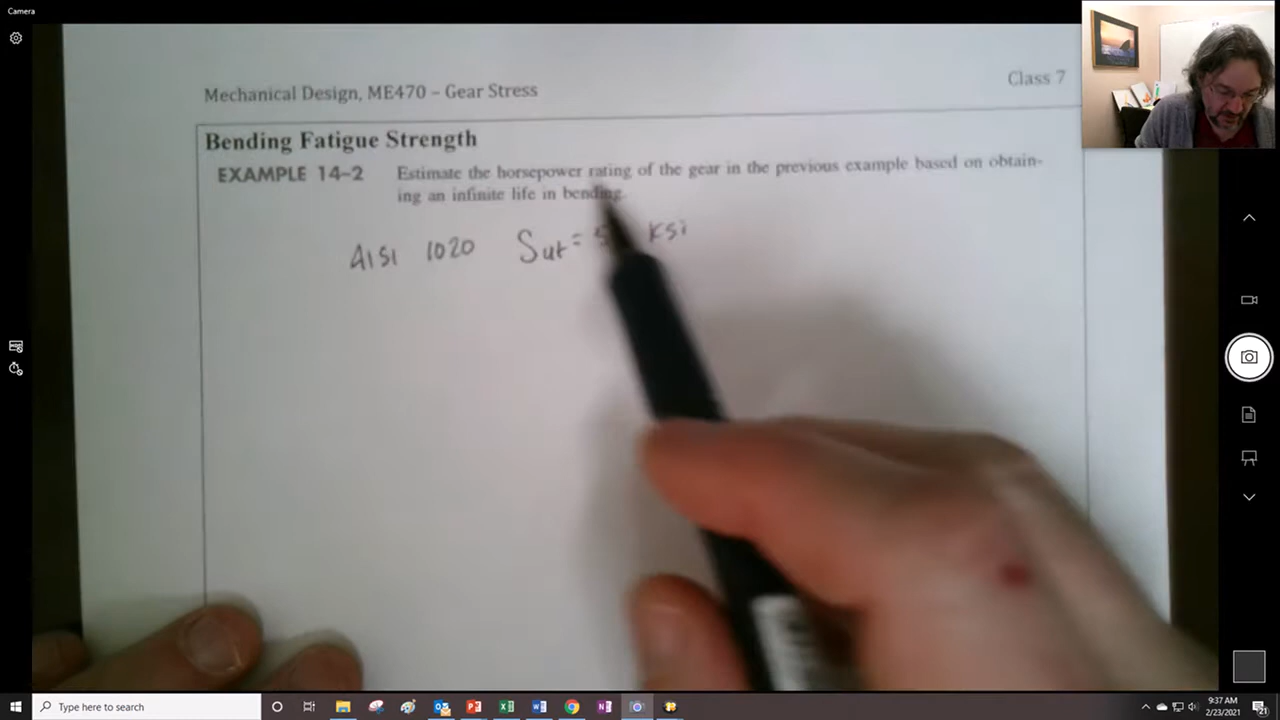 Camera
Mechanical Design, ME470 – Gear Stress
Class 7
Bending Fatigue Strength
EXAMPLE 14–2 Estimate the horsepower rating of the gear in the previous example based on obtain-
ing an infinite life in bending.
AISI 1020 Sut = ksi
Type here to search
9:37 AM
2/23/2021
21